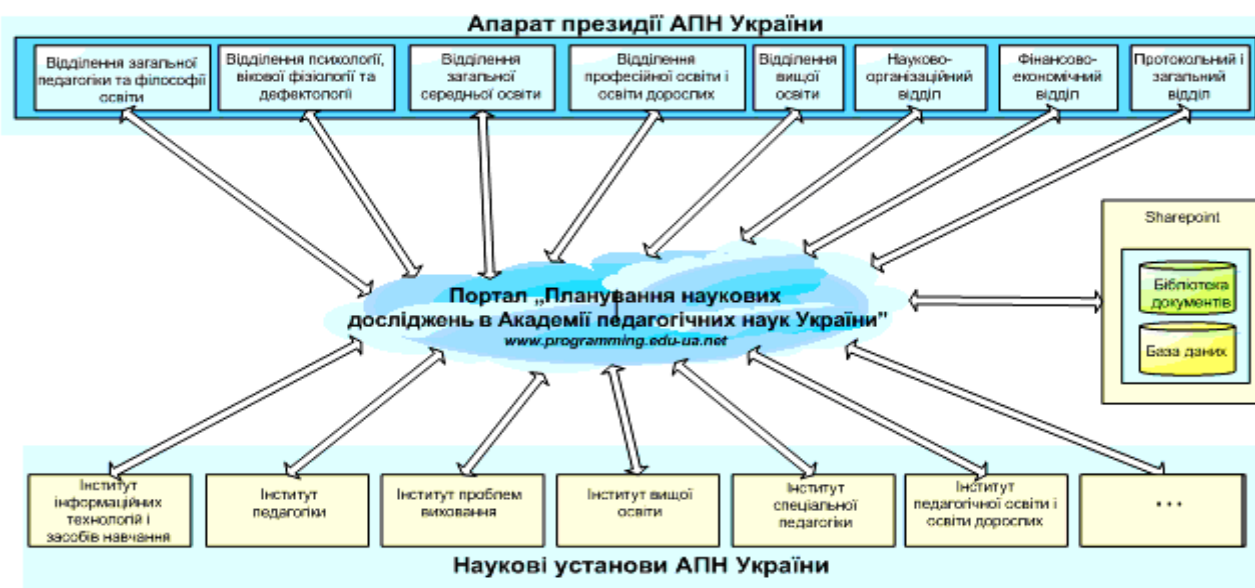 Апарат президії АПН України
Відділення загальної
педагогіки та філософії
освіти
Відділення психології,
вікової фізіології та
дефектології
Відділення
загальної
середньої освіти
Відділення
професійної освіти і
освіти дорослих
Відділення
вищої
освіти
Науково-
організаційний
відділ
Фінансово-
економічний
відділ
Протокольний і
загальний
відділ
Sharepoint
Бібліотека
документів
База даних
Портал „Планування наукових
досліджень в Академії педагогічних наук України”
www.programming.edu-ua.net
Інститут
інформаційних
технологій і
засобів навчання
Інститут
педагогіки
Інститут проблем
виховання
Інститут вищої
освіти
Інститут
спеціальної
педагогіки
Інститут
педагогічної освіти і
освіти дорослих
• • •
Наукові установи АПН України